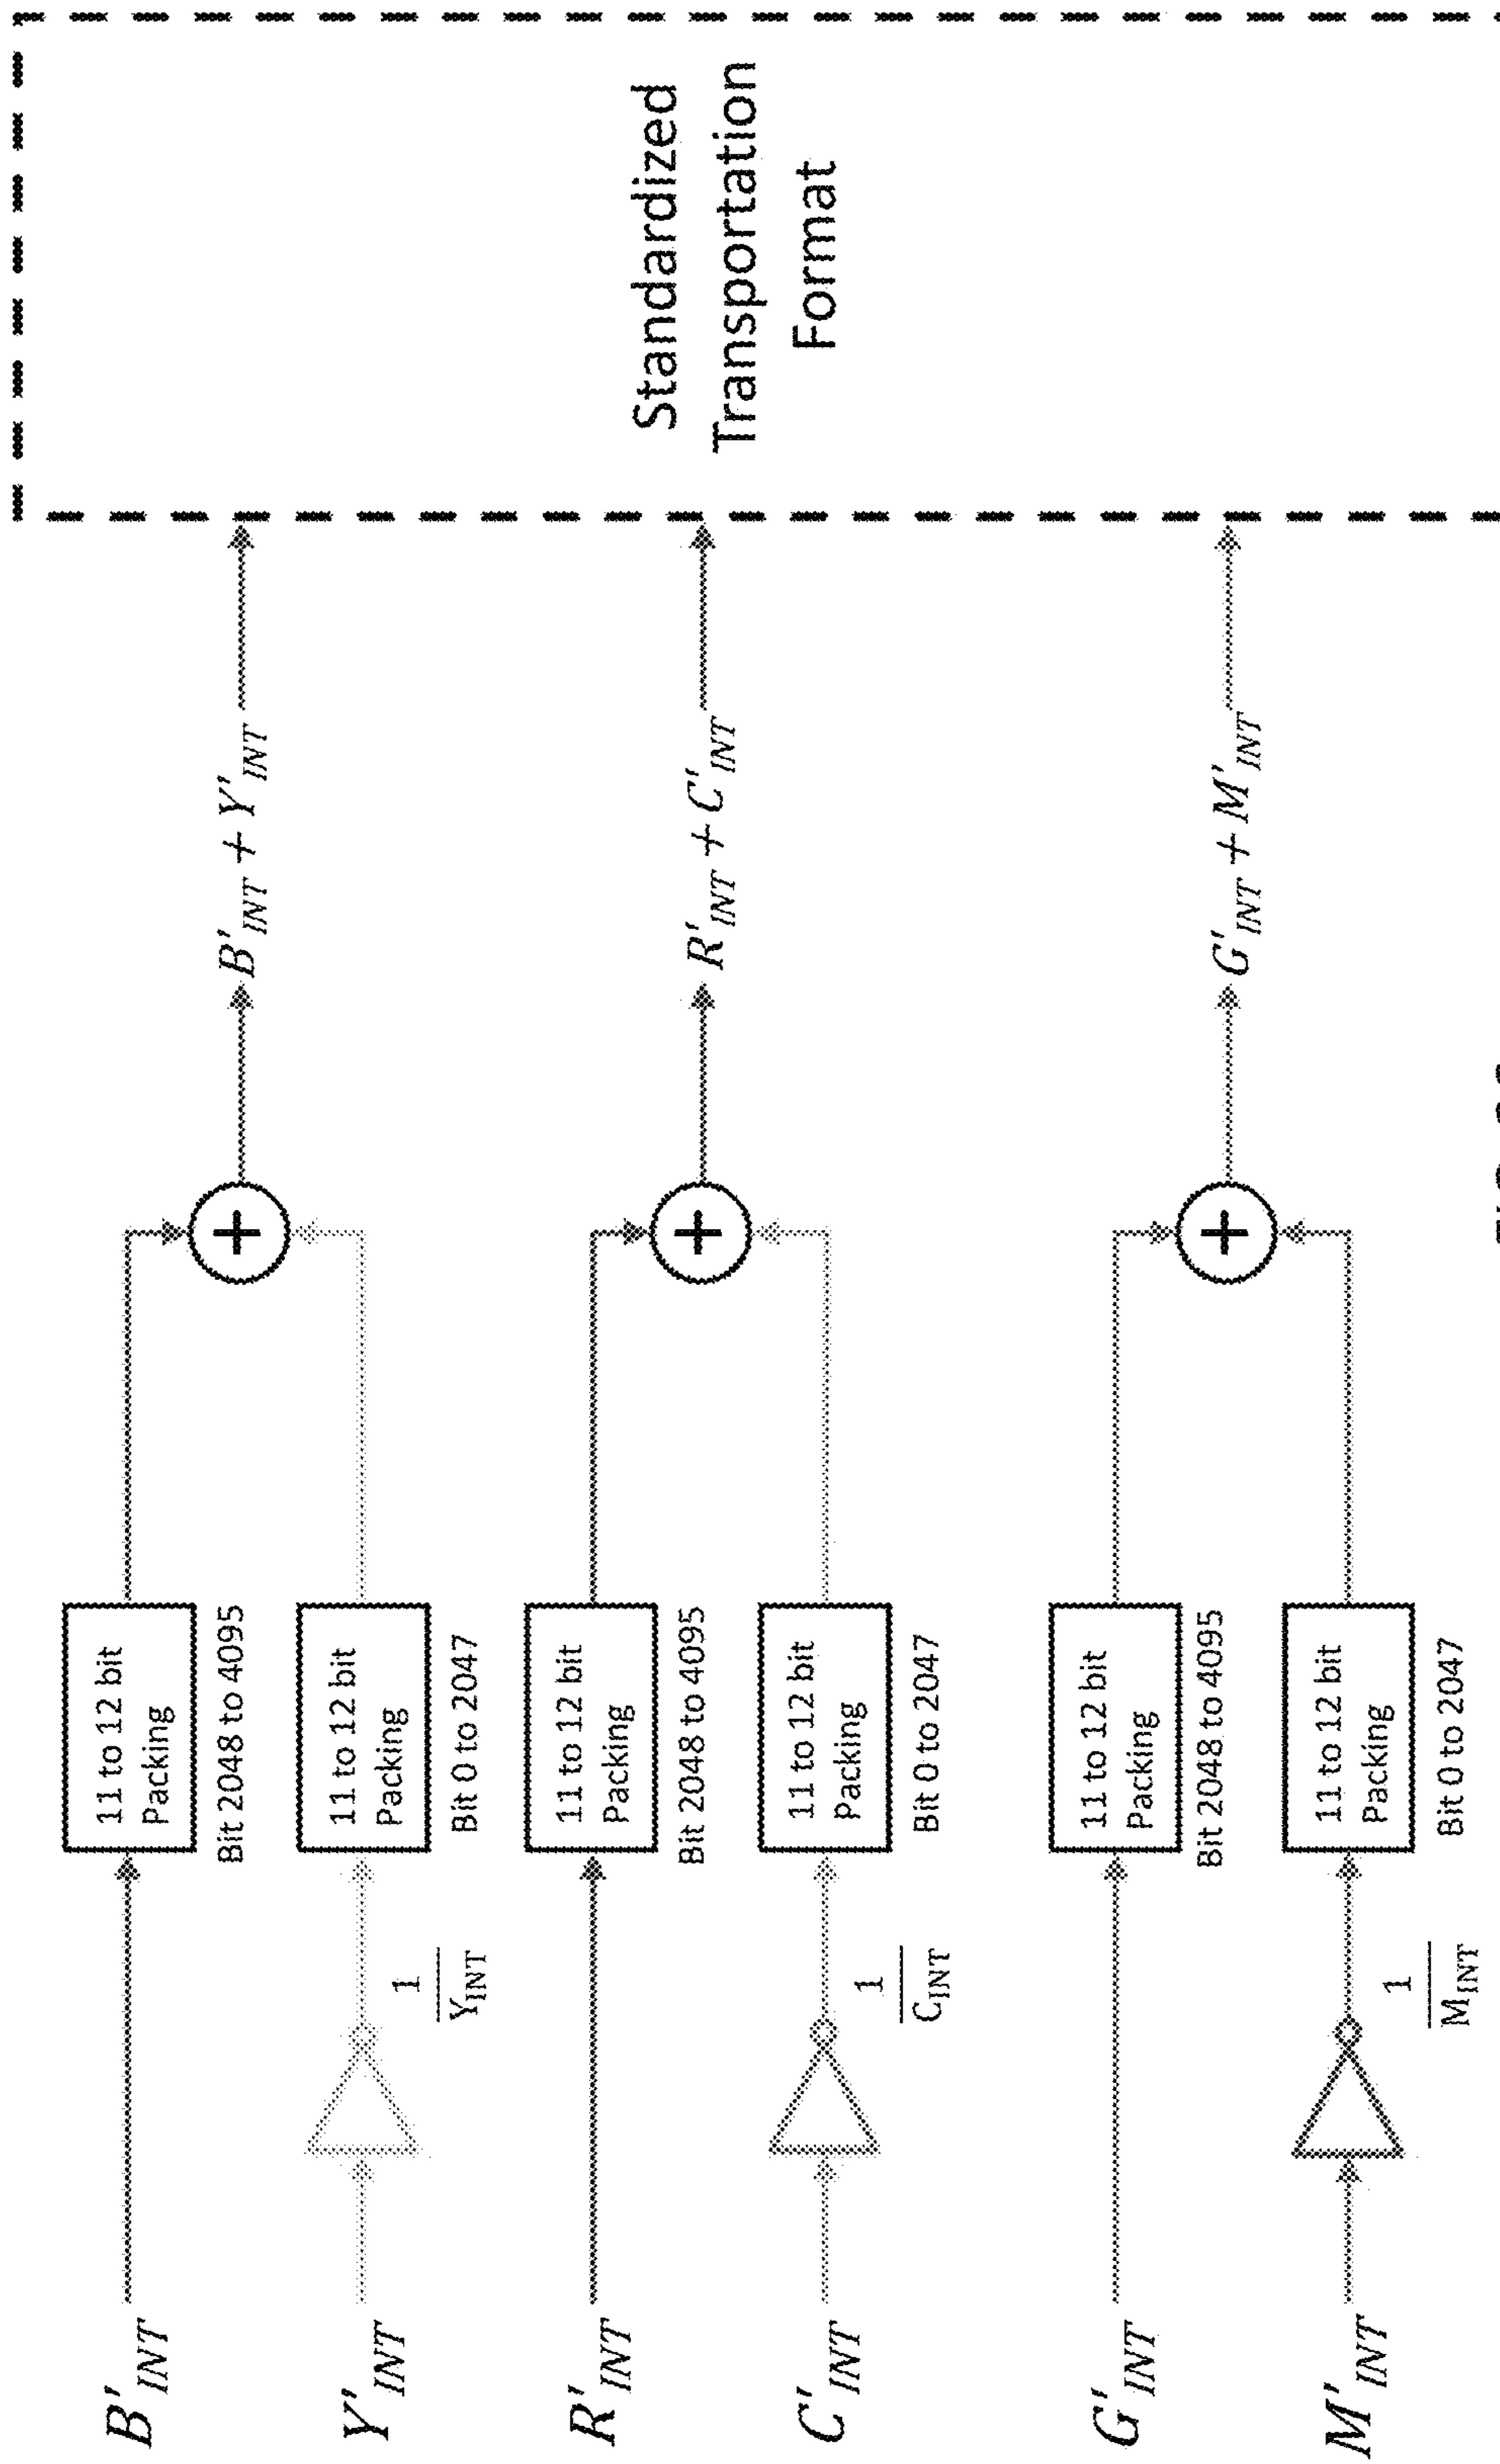 B'INT
11 to 12 bit
Packing
Bit 2048 to 4095
B'INT + Y'INT
Y'INT
1
YINT
11 to 12 bit
Packing
Bit 0 to 2047
R'INT
11 to 12 bit
Packing
Bit 2048 to 4095
R'INT + C'INT
C'INT
1
CINT
11 to 12 bit
Packing
Bit 0 to 2047
G'INT
11 to 12 bit
Packing
Bit 2048 to 4095
G'INT + M'INT
M'INT
1
MINT
11 to 12 bit
Packing
Bit 0 to 2047
Standardized
Transportation
Format